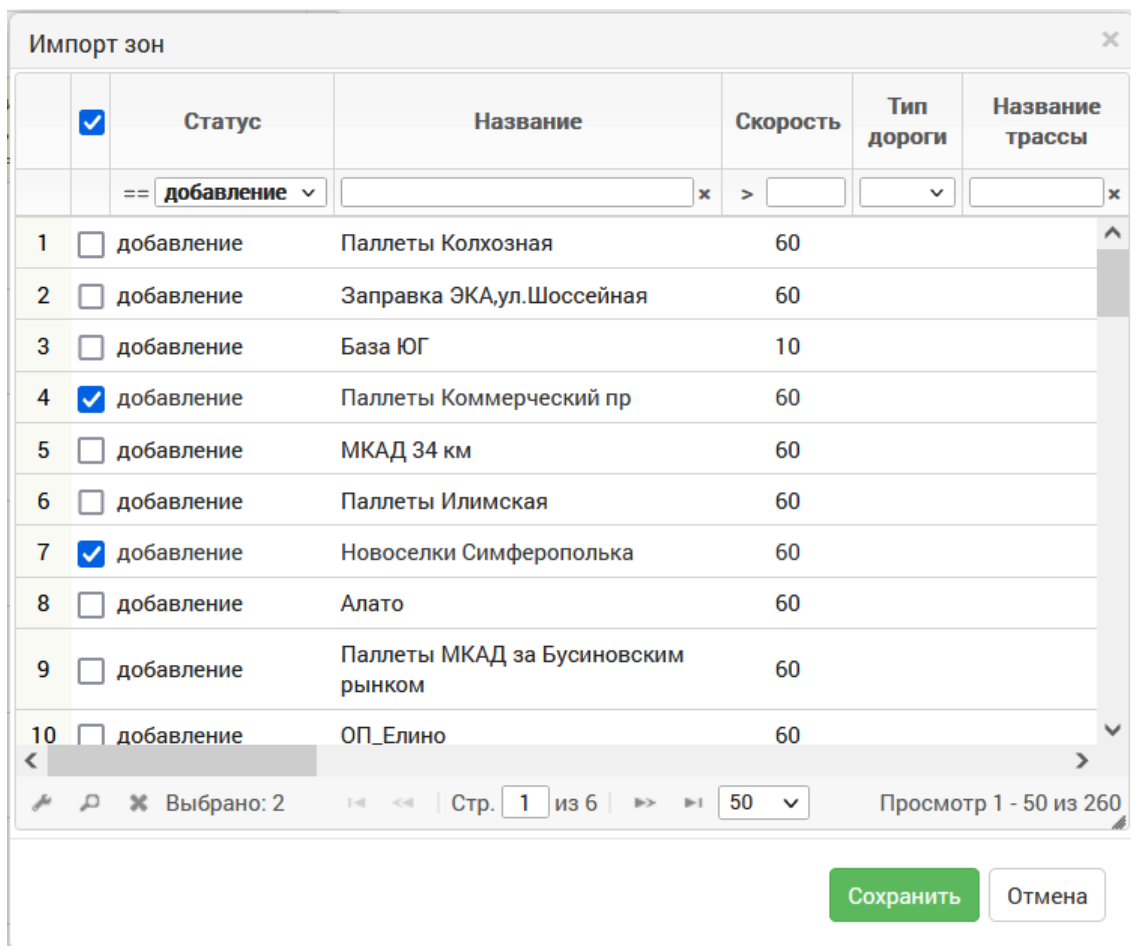 Импорт зон ×
Статус Название Скорость Тип дороги Название трассы
== добавление x > x
1 добавление Паллеты Колхозная 60
2 добавление Заправка ЭКА,ул.Шоссейная 60
3 добавление База ЮГ 10
4 добавление Паллеты Коммерческий пр 60
5 добавление МКАД 34 км 60
6 добавление Паллеты Илимская 60
7 добавление Новоселки Симферополька 60
8 добавление Алато 60
9 добавление Паллеты МКАД за Бусиновским рынком 60
10 добавление ОП_Елино 60
Выбрано: 2 Стр. 1 из 6 50 Просмотр 1 - 50 из 260
Сохранить Отмена